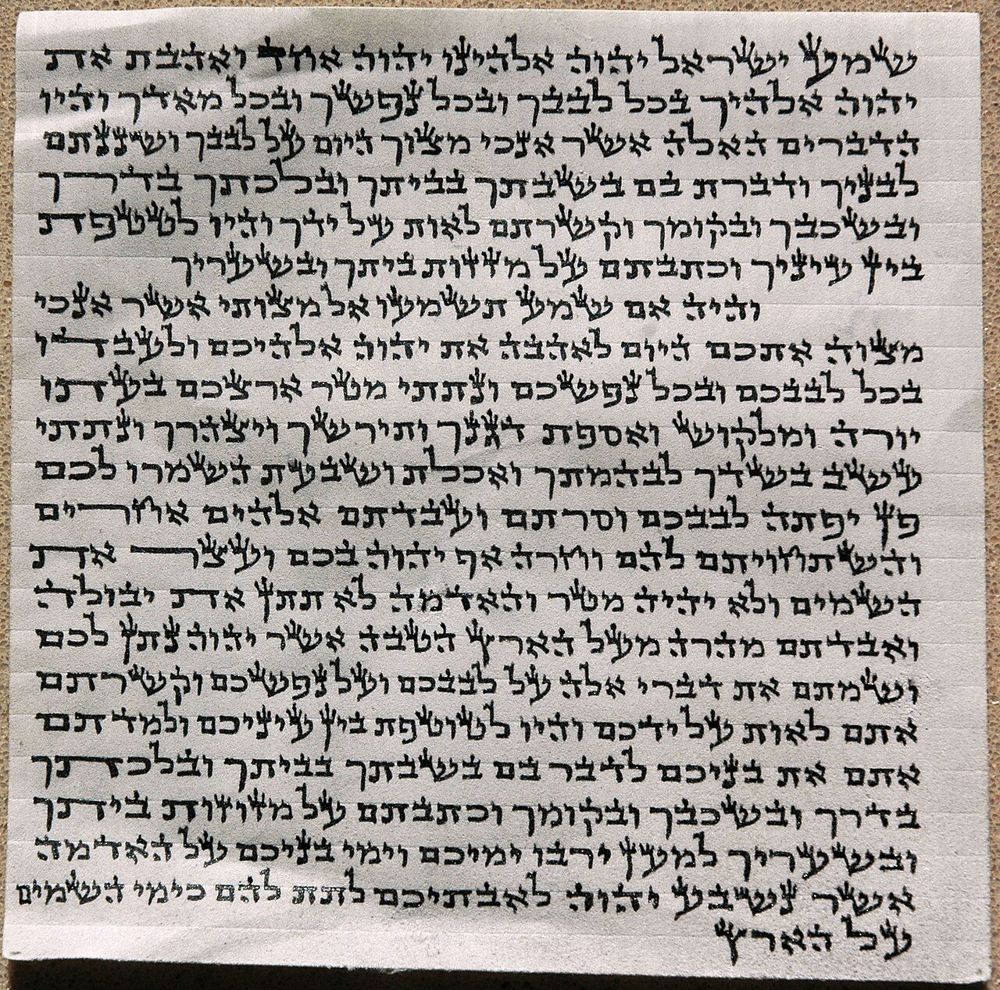 שמע ישראל יהוה אלהינו יהוה אחד ואהבת את
יהוה אלהיך בכל לבבך ובכל נפשך ובכל מאדך והיו
הדברים האלה אשר אנכי מצוך היום על לבבך ושננתם
לבניך ודברת בם בשבתך בביתך ובלכתך בדרך
ובשכבך ובקומך וקשרתם לאות על ידך והיו לטטפת
בין עיניך וכתבתם על מזזות ביתך ובשעריך
והיה אם שמע תשמעו אל מצותי אשר אנכי
מצוה אתכם היום לאהבה את יהוה אלהיכם ולעבדו
בכל לבבכם ובכל נפשכם ונתתי מטר ארצכם בעתו
יורה ומלקוש ואספת דגנך ותירשך ויצהרך ונתתי
עשב בשדך לבהמתך ואכלת ושבעת השמרו לכם
פן יפתה לבבכם וסרתם ועבדתם אלהים אחרים
והשתחויתם להם וחרה אף יהוה בכם ועצר את
השמים ולא יהיה מטר והאדמה לא תתן את יבולה
ואבדתם מהרה מעל הארץ הטבה אשר יהוה נתן לכם
ושמתם את דברי אלה על לבבכם ועל נפשכם וקשרתם
אתם לאות על ידכם והיו לטוטפת בין עיניכם ולמדתם
אתם את בניכם לדבר בם בשבתך בביתך ובלכתך
בדרך ובשכבך ובקומך וכתבתם על מזוזות ביתך
ובשעריך למען ירבו ימיכם וימי בניכם על האדמה
אשר נשבע יהוה לאבתיכם לתת להם כימי השמים
על הארץ